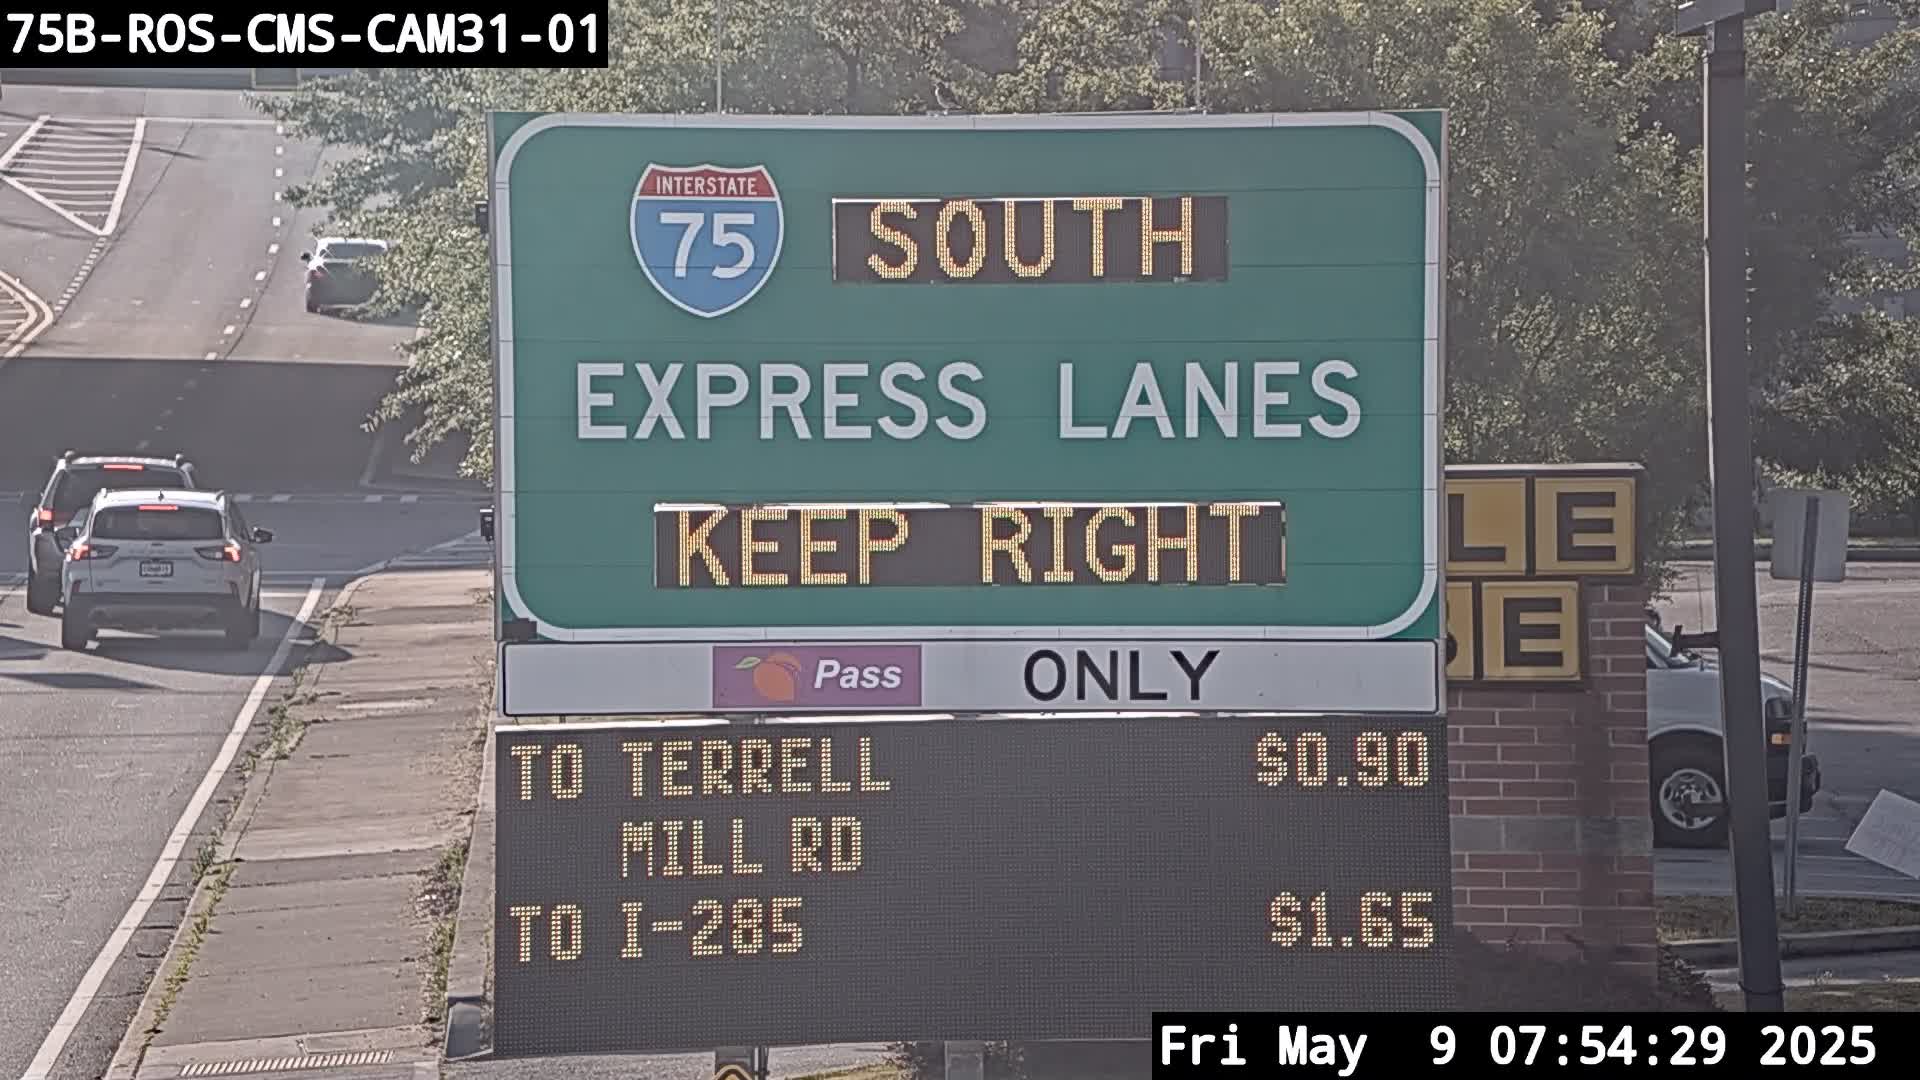 75B-ROS-CMS-CAM31-01
INTERSTATE
75
SOUTH
EXPRESS LANES
KEEP RIGHT
Pass ONLY
TO TERRELL $0.90
MILL RD
TO I-285 $1.65
LE
E
Fri May 9 07:54:29 2025